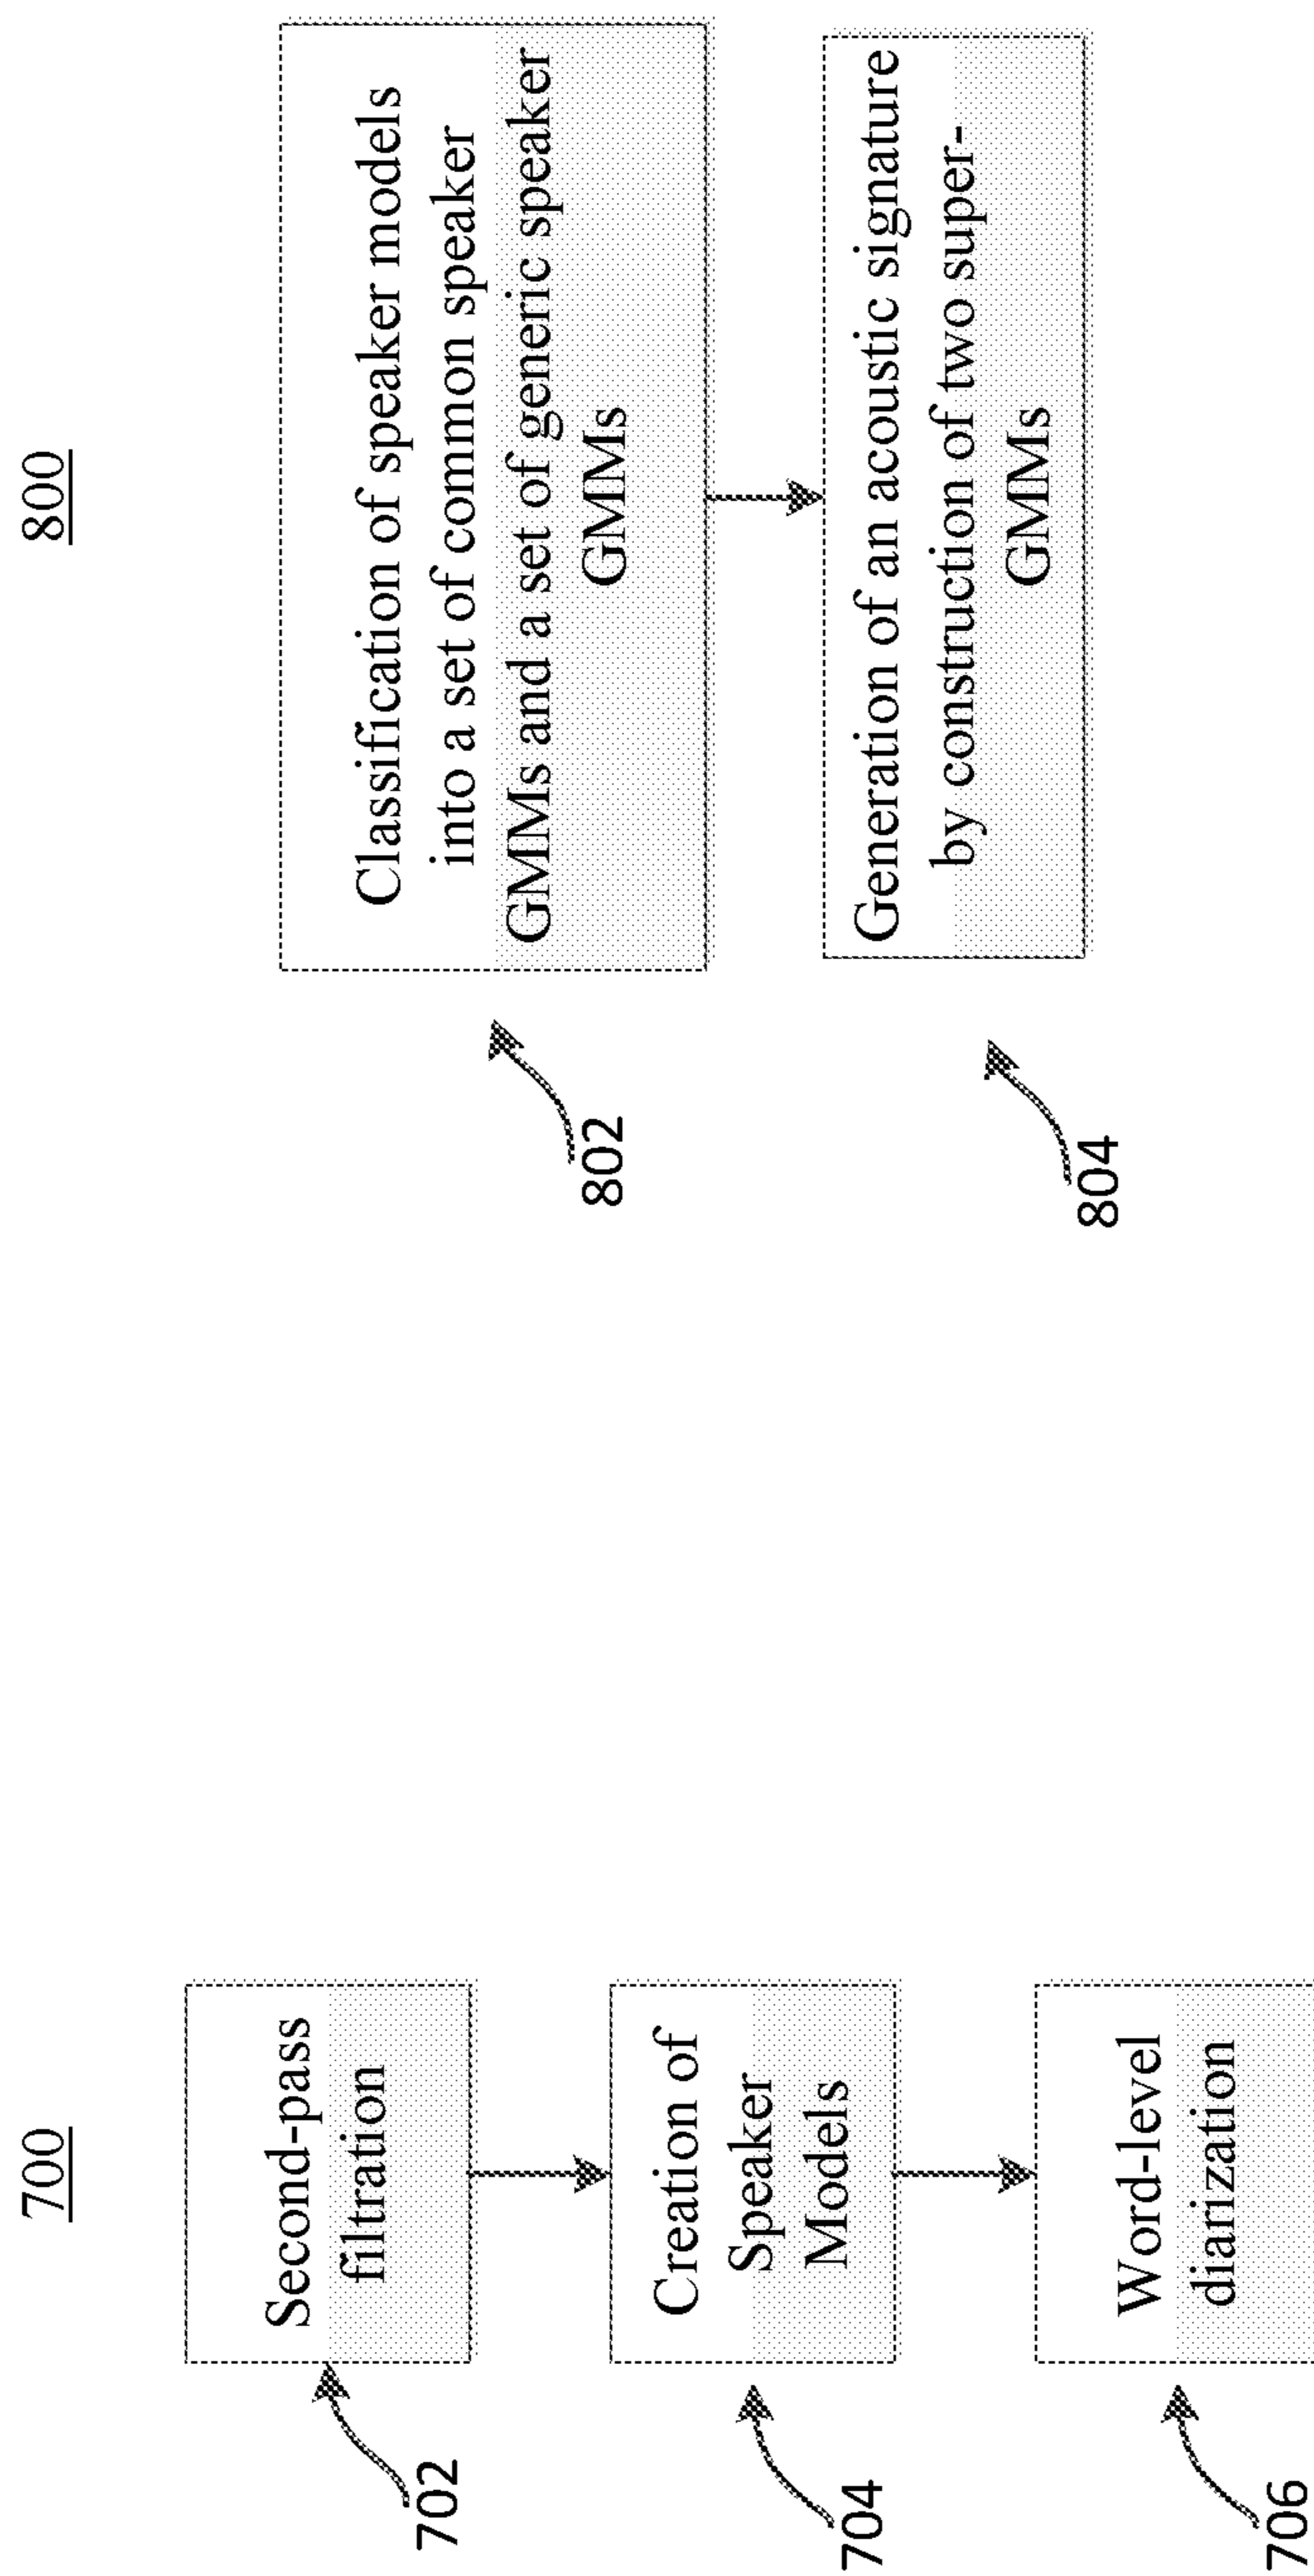 700
Second-pass
filtration
702
Creation of
Speaker
Models
704
Word-level
diarization
706
800
Classification of speaker models
into a set of common speaker
GMMs and a set of generic speaker
GMMs
802
Generation of an acoustic signature
by construction of two super-
GMMs
804